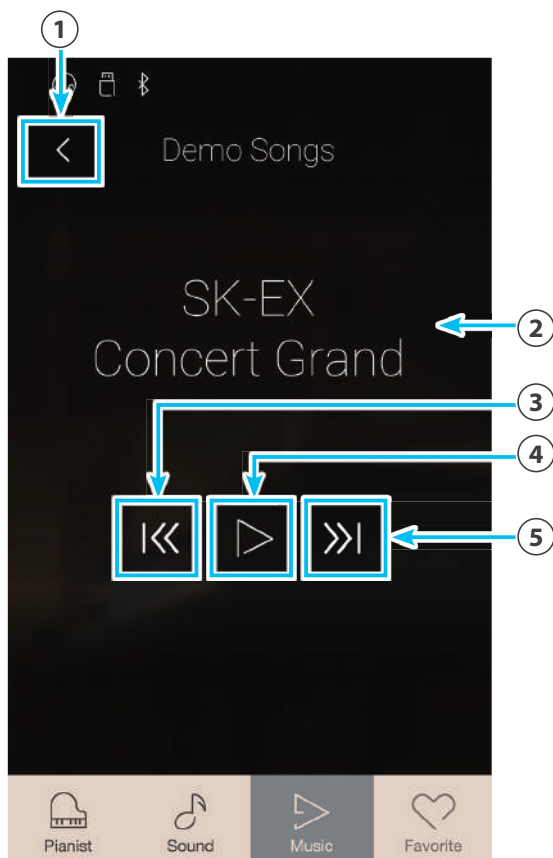 1
Demo Songs
SK-EX
Concert Grand
2
3
4
5
Pianist
Sound
Music
Favorite